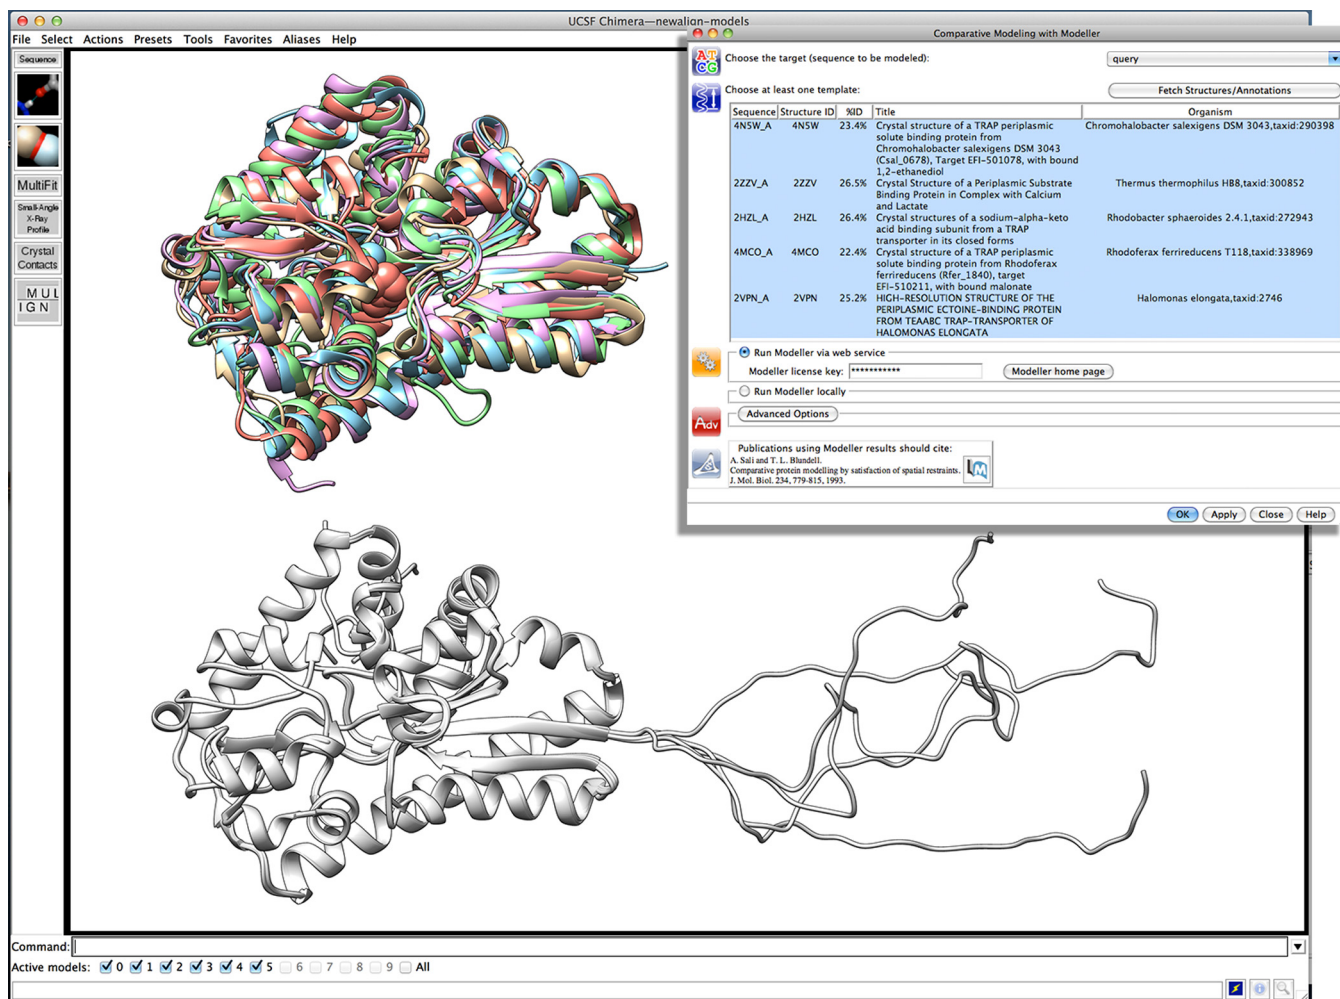 UCSF Chimera—newalign-models
File Select Actions Presets Tools Favorites Aliases Help
Sequence
MultiFit
Small-Angle
X-Ray
Profile
Crystal
Contacts
M U L
I G N
Comparative Modeling with Modeller
AT
CG
Choose the target (sequence to be modeled):
query
Choose at least one template:
Fetch Structures/Annotations
Sequence Structure ID %ID Title Organism
4N5W_A 4N5W 23.4% Crystal structure of a TRAP periplasmic Chromohalobacter salexigens DSM 3043,taxid:290398
solute binding protein from
Chromohalobacter salexigens DSM 3043
(Csal_0678), Target EFI-501078, with bound
1,2-ethanediol
2ZZV_A 2ZZV 26.5% Crystal Structure of a Periplasmic Substrate Thermus thermophilus HB8,taxid:300852
Binding Protein in Complex with Calcium
and Lactate
2HZL_A 2HZL 26.4% Crystal structures of a sodium-alpha-keto Rhodobacter sphaeroides 2.4.1,taxid:272943
acid binding subunit from a TRAP
transporter in its closed forms
4MCO_A 4MCO 22.4% Crystal structure of a TRAP periplasmic Rhodoferax ferrireducens T118,taxid:338969
solute binding protein from Rhodoferax
ferrireducens (Rfer_1840), target
EFI-510211, with bound malonate
2VPN_A 2VPN 25.2% HIGH-RESOLUTION STRUCTURE OF THE Halomonas elongata,taxid:2746
PERIPLASMIC ECTOINE-BINDING PROTEIN
FROM TEAABC TRAP-TRANSPORTER OF
HALOMONAS ELONGATA
Run Modeller via web service
Modeller license key: *********** Modeller home page
Run Modeller locally
Adv
Advanced Options
Publications using Modeller results should cite:
A. Sali and T. L. Blundell.
Comparative protein modelling by satisfaction of spatial restraints.
J. Mol. Biol. 234, 779-815, 1993.
OK Apply Close Help
Command:
Active models: 0 1 2 3 4 5 6 7 8 9 All